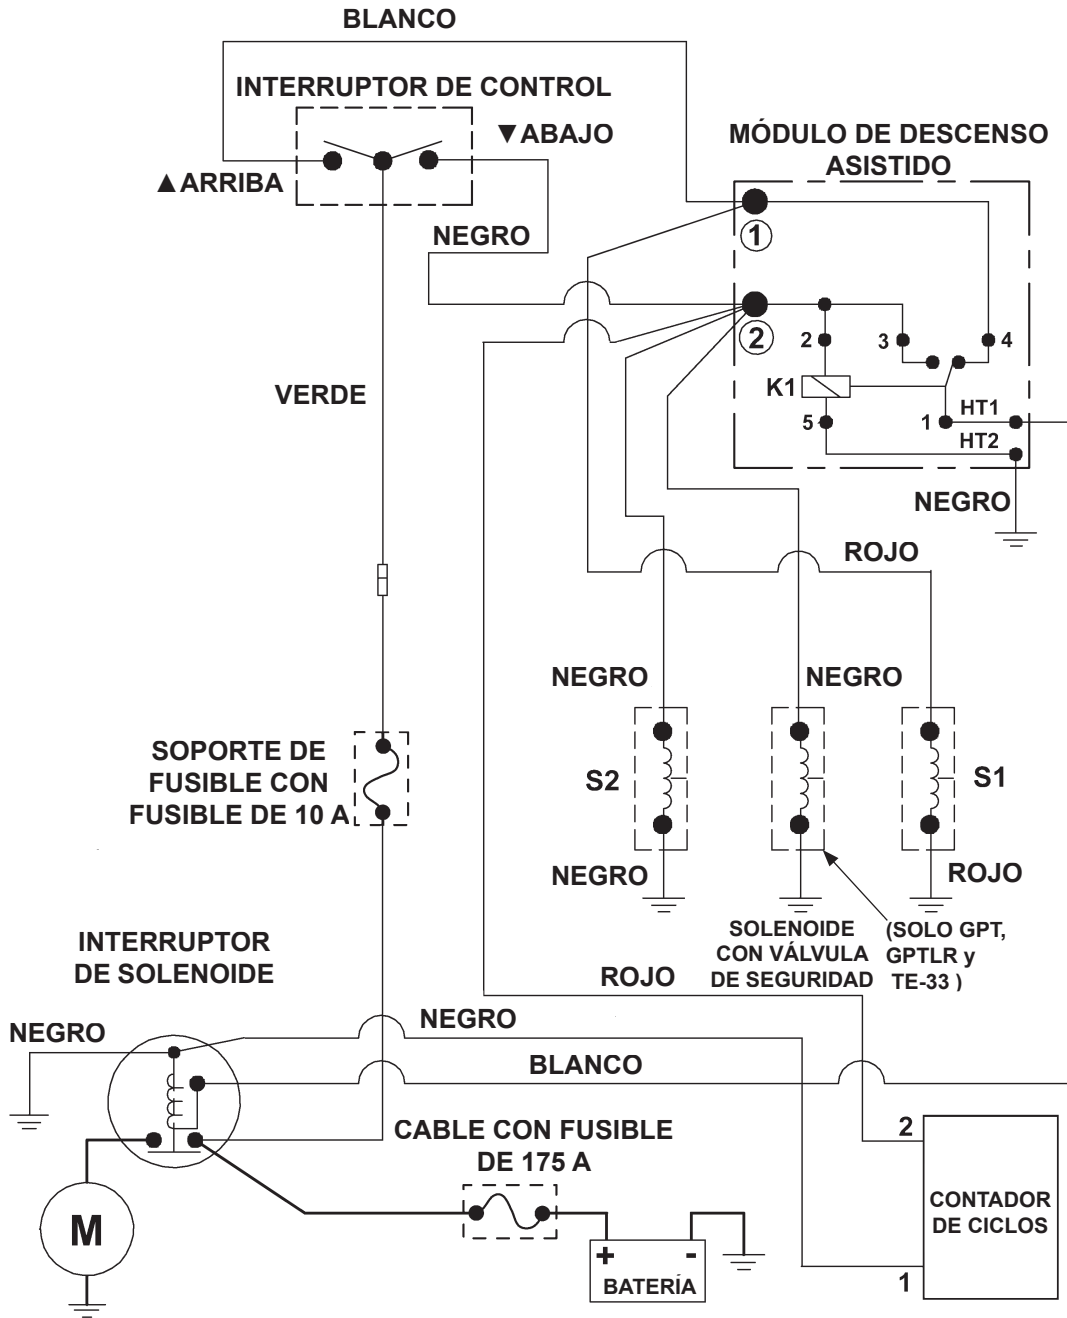 BLANCO
INTERRUPTOR DE CONTROL
▼ABAJO
▲ARRIBA
NEGRO
MÓDULO DE DESCENSO
ASISTIDO
1
2
2
3
4
K1
5
1
HT1
HT2
NEGRO
VERDE
ROJO
NEGRO
NEGRO
SOPORTE DE
FUSIBLE CON
FUSIBLE DE 10 A
S2
S1
NEGRO
ROJO
SOLENOIDE
CON VÁLVULA
DE SEGURIDAD
(SOLO GPT,
GPTLR y
TE-33 )
INTERRUPTOR
DE SOLENOIDE
ROJO
NEGRO
NEGRO
BLANCO
CABLE CON FUSIBLE
DE 175 A
2
CONTADOR
DE CICLOS
1
M
+
-
BATERÍA